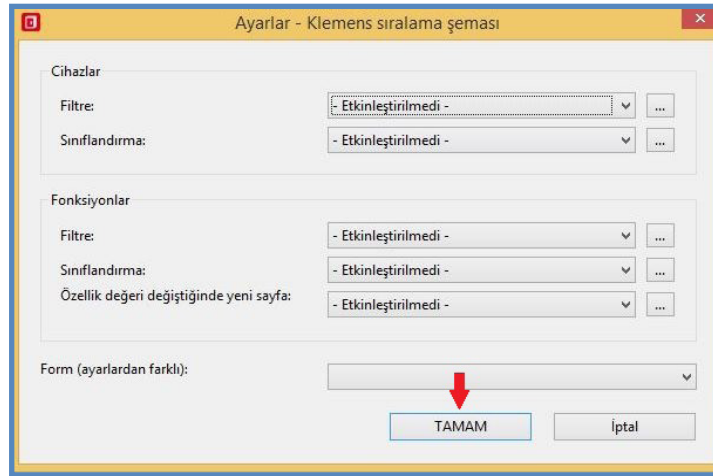 Ayarlar - Klemens sıralama şeması
Cihazlar
Filtre: - Etkinleştirilmedi - ...
Sınıflandırma: - Etkinleştirilmedi - ...
Fonksiyonlar
Filtre: - Etkinleştirilmedi - ...
Sınıflandırma: - Etkinleştirilmedi - ...
Özellik değeri değiştiğinde yeni sayfa: - Etkinleştirilmedi - ...
Form (ayarlardan farklı):
TAMAM İptal